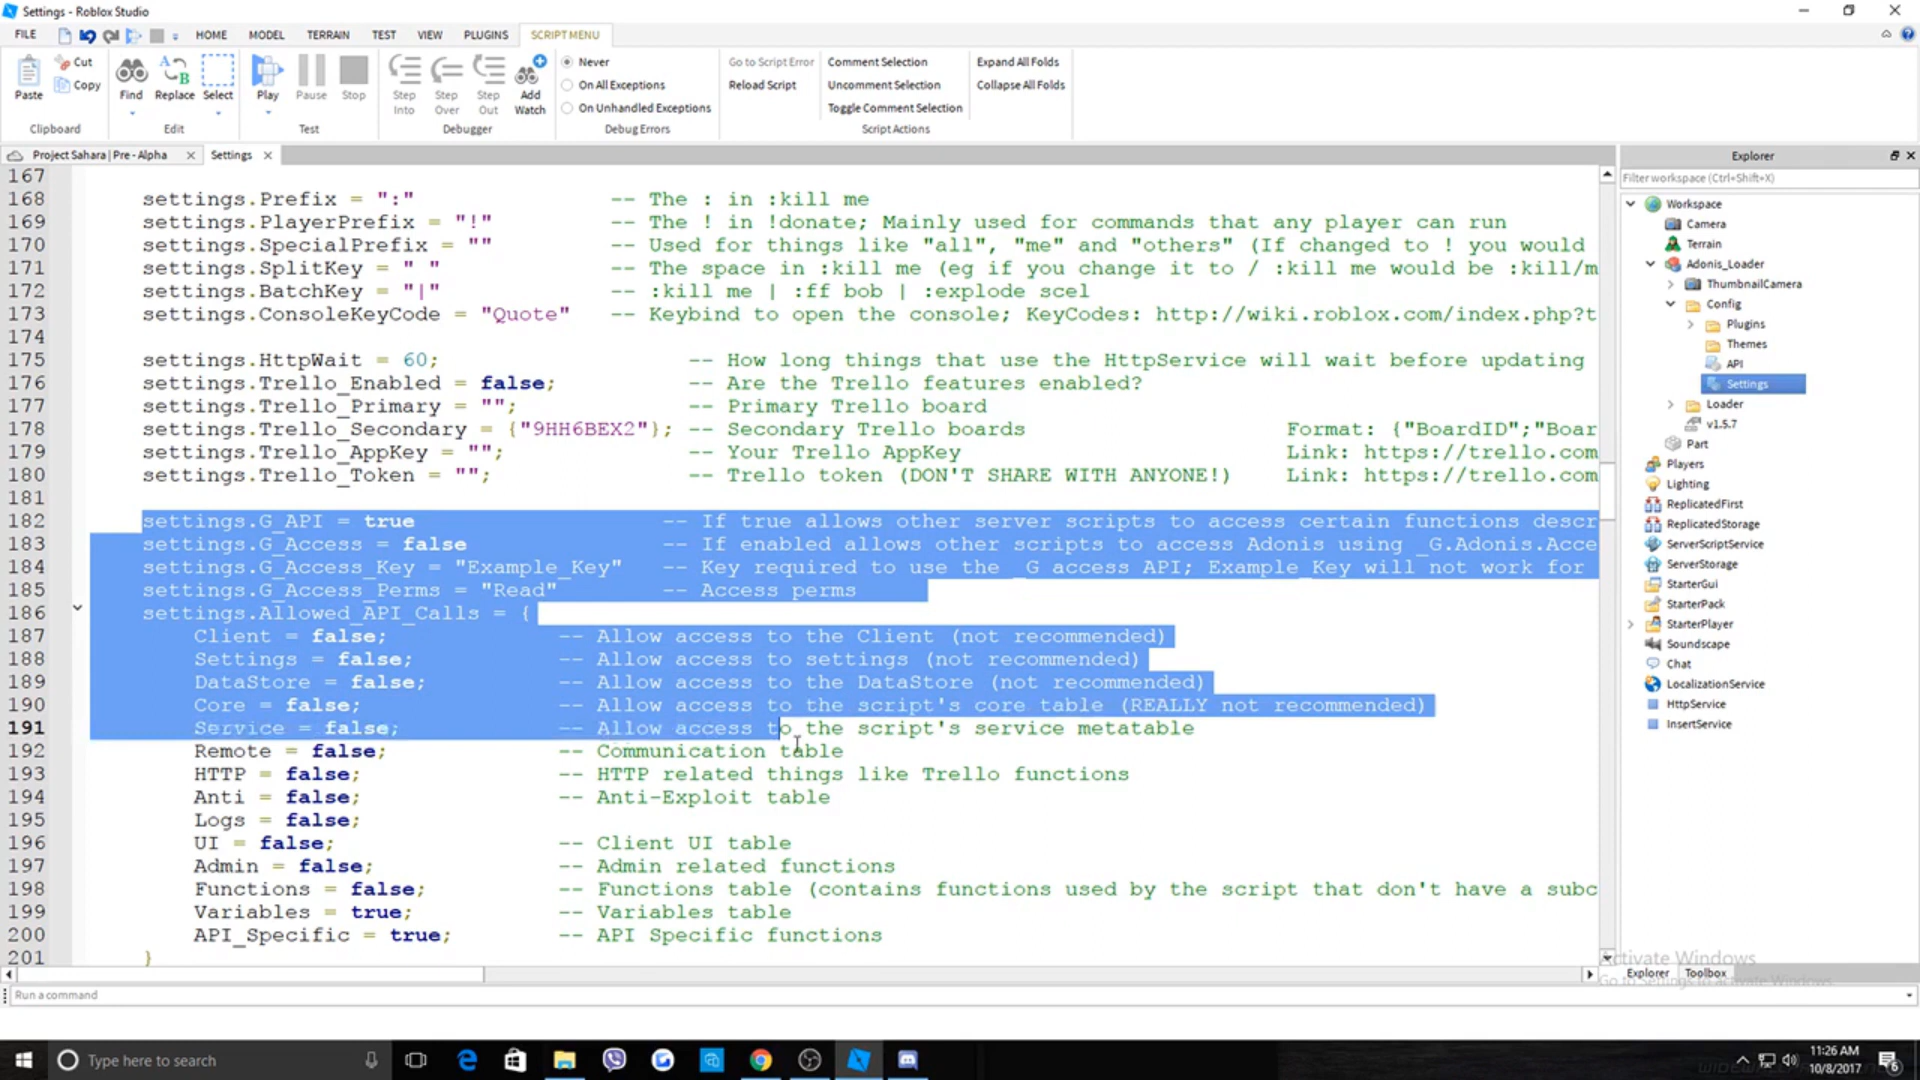 Settings - Roblox Studio
FILE HOME MODEL TERRAIN TEST VIEW PLUGINS SCRIPT MENU
Paste Cut Copy Find Replace Select Play Pause Stop Step Into Step Over Step Out Add Watch
Never
On All Exceptions
On Unhandled Exceptions
Go to Script Error
Reload Script
Comment Selection
Uncomment Selection
Toggle Comment Selection
Expand All Folds
Collapse All Folds
Clipboard Edit Test Debugger Debug Errors Script Actions
Project Sahara | Pre - Alpha Settings
167
168 settings.Prefix = ":" -- The : in :kill me
169 settings.PlayerPrefix = "!" -- The ! in !donate; Mainly used for commands that any player can run
170 settings.SpecialPrefix = "" -- Used for things like "all", "me" and "others" (If changed to ! you would
171 settings.SplitKey = " " -- The space in :kill me (eg if you change it to / :kill me would be :kill/m
172 settings.BatchKey = "|" -- :kill me | :ff bob | :explode scel
173 settings.ConsoleKeyCode = "Quote" -- Keybind to open the console; KeyCodes: http://wiki.roblox.com/index.php?t
174
175 settings.HttpWait = 60; -- How long things that use the HttpService will wait before updating
176 settings.Trello_Enabled = false; -- Are the Trello features enabled?
177 settings.Trello_Primary = ""; -- Primary Trello board
178 settings.Trello_Secondary = {"9HH6BEX2"}; -- Secondary Trello boards Format: {"BoardID";"Boar
179 settings.Trello_AppKey = ""; -- Your Trello AppKey Link: https://trello.com
180 settings.Trello_Token = ""; -- Trello token (DON'T SHARE WITH ANYONE!) Link: https://trello.com
181
182 settings.G_API = true -- If true allows other server scripts to access certain functions descr
183 settings.G_Access = false -- If enabled allows other scripts to access Adonis using _G.Adonis.Acce
184 settings.G_Access_Key = "Example_Key" -- Key required to use the _G access API; Example_Key will not work for
185 settings.G_Access_Perms = "Read" -- Access perms
186 settings.Allowed_API_Calls = {
187 Client = false; -- Allow access to the Client (not recommended)
188 Settings = false; -- Allow access to settings (not recommended)
189 DataStore = false; -- Allow access to the DataStore (not recommended)
190 Core = false; -- Allow access to the script's core table (REALLY not recommended)
191 Service = false; -- Allow access to the script's service metatable
192 Remote = false; -- Communication table
193 HTTP = false; -- HTTP related things like Trello functions
194 Anti = false; -- Anti-Exploit table
195 Logs = false;
196 UI = false; -- Client UI table
197 Admin = false; -- Admin related functions
198 Functions = false; -- Functions table (contains functions used by the script that don't have a subc
199 Variables = true; -- Variables table
200 API_Specific = true; -- API Specific functions
201 }
Explorer
Filter workspace (Ctrl+Shift+X)
Workspace
Camera
Terrain
Adonis_Loader
ThumbnailCamera
Config
Plugins
Themes
API
Settings
Loader
v1.5.7
Part
Players
Lighting
ReplicatedFirst
ReplicatedStorage
ServerScriptService
ServerStorage
StarterGui
StarterPack
StarterPlayer
Soundscape
Chat
LocalizationService
HttpService
InsertService
Activate Windows
Go to Settings to activate Windows.
Explorer Toolbox
Run a command
Type here to search
11:26 AM
10/8/2017
6